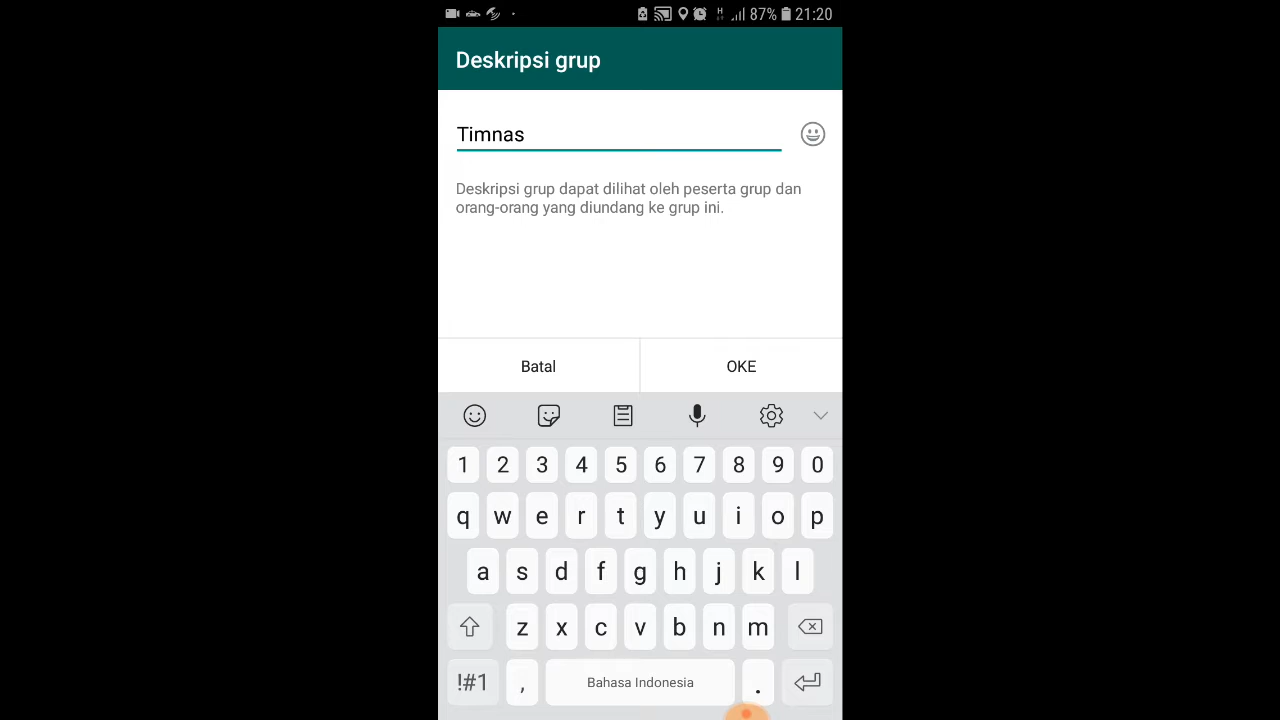 H 87% 21:20
Deskripsi grup
Timnas
Deskripsi grup dapat dilihat oleh peserta grup dan
orang-orang yang diundang ke grup ini.
Batal OKE
1 2 3 4 5 6 7 8 9 0
q w e r t y u i o p
a s d f g h j k l
z x c v b n m
!#1 , Bahasa Indonesia .